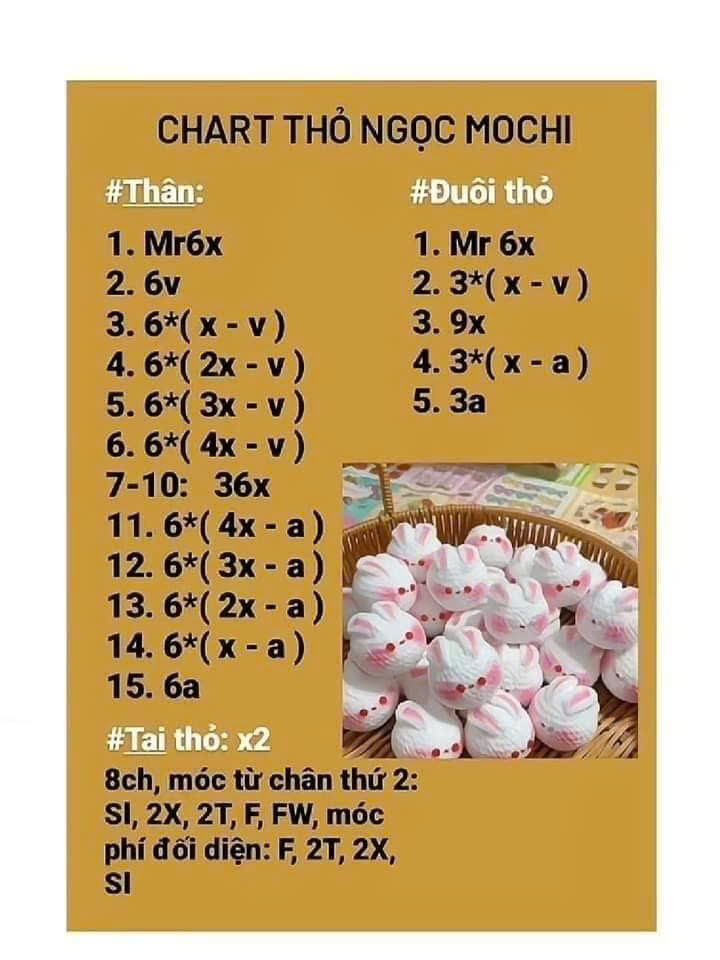 CHART THỎ NGỌC MOCHI
#Thân:
1. Mr6x
2. 6v
3. 6*( x - v )
4. 6*( 2x - v )
5. 6*( 3x - v )
6. 6*( 4x - v )
7-10: 36x
11. 6*( 4x - a )
12. 6*( 3x - a )
13. 6*( 2x - a )
14. 6*( x - a )
15. 6a
#Đuôi thỏ
1. Mr 6x
2. 3*( x - v )
3. 9x
4. 3*( x - a )
5. 3a
#Tai thỏ: x2
8ch, móc từ chân thứ 2:
Sl, 2X, 2T, F, FW, móc
phí đối diện: F, 2T, 2X,
Sl